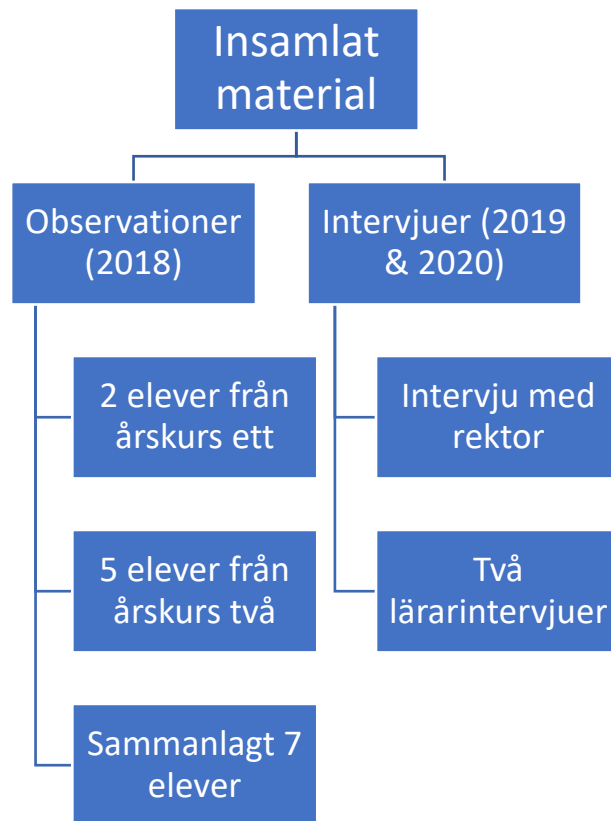 Insamlat
material
Observationer
(2018)
2 elever från
årskurs ett
5 elever från
årskurs två
Sammanlagt 7
elever
Intervjuer (2019
& 2020)
Intervju med
rektor
Två
lärarintervjuer